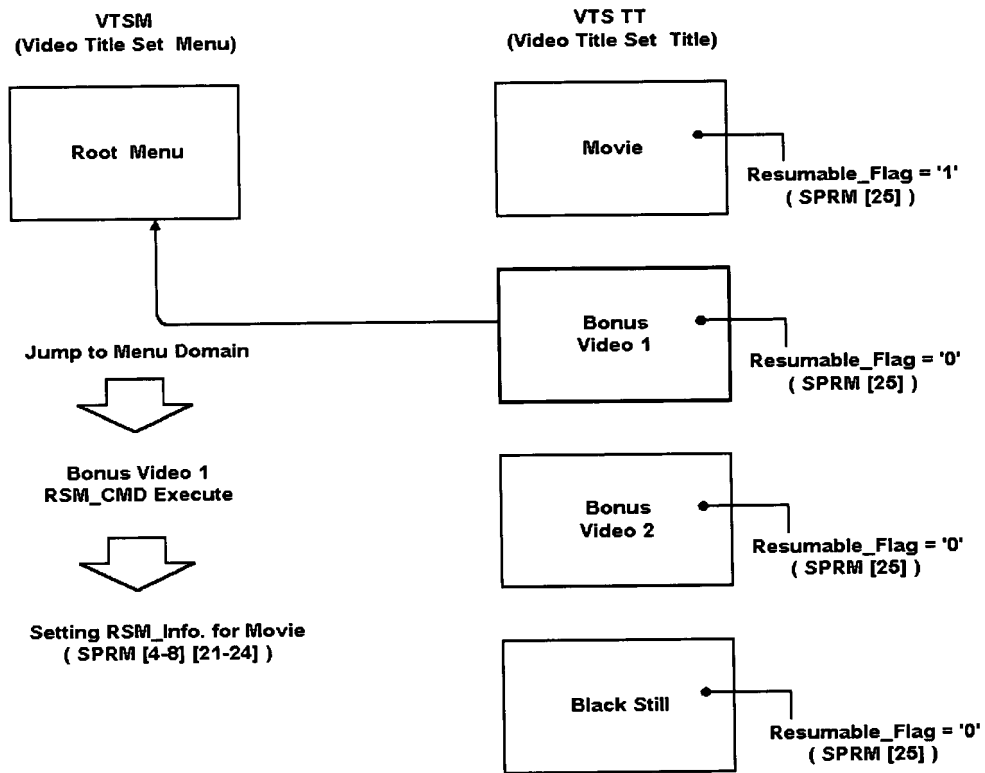 VTSM
(Video Title Set Menu)
Root Menu
Jump to Menu Domain
Bonus Video 1
RSM_CMD Execute
Setting RSM_Info. for Movie
( SPRM [4-8] [21-24] )
VTS TT
(Video Title Set Title)
Movie
Resumable_Flag = '1'
( SPRM [25] )
Bonus
Video 1
Resumable_Flag = '0'
( SPRM [25] )
Bonus
Video 2
Resumable_Flag = '0'
( SPRM [25] )
Black Still
Resumable_Flag = '0'
( SPRM [25] )